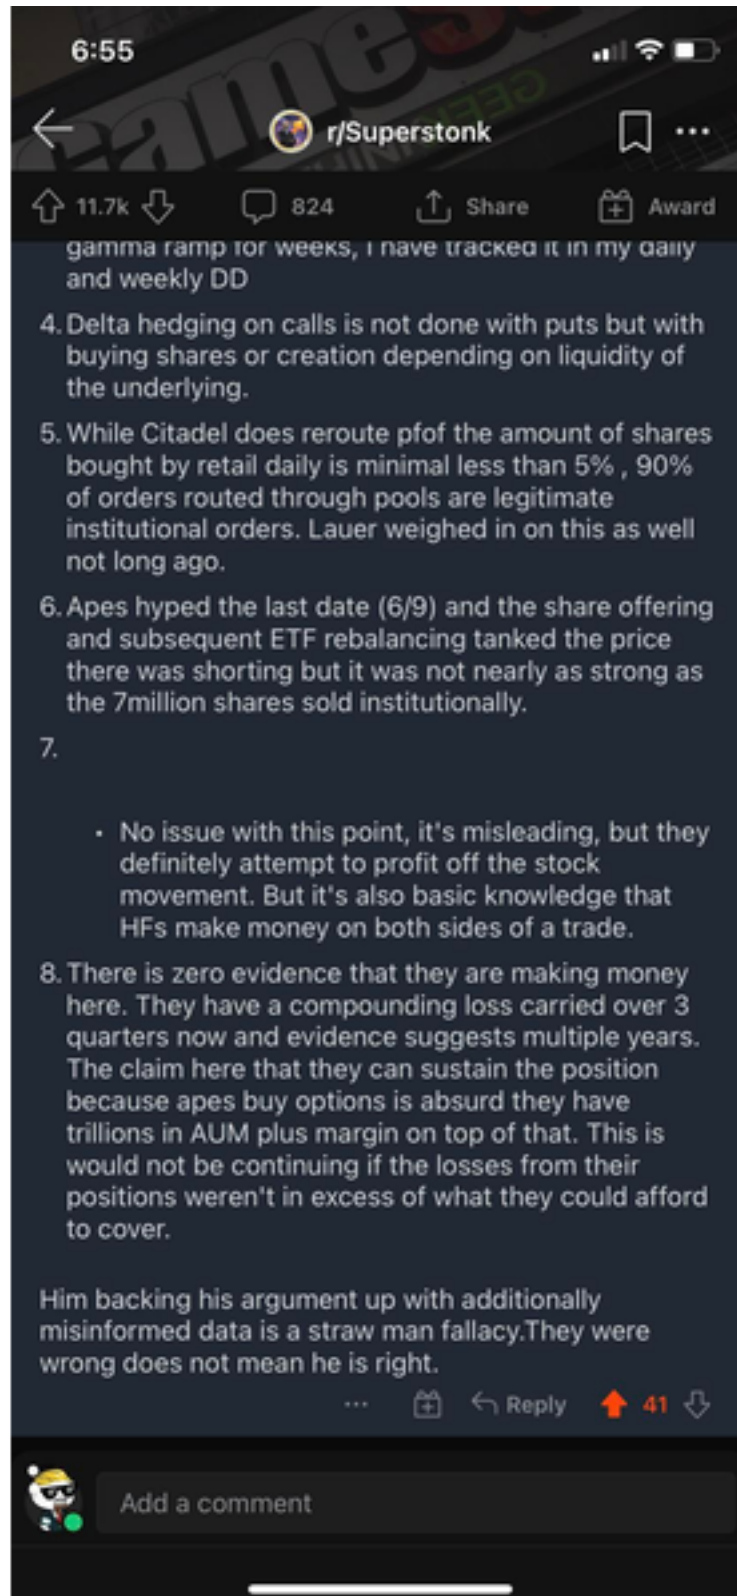 6:55
GameS
GEEK
THIN
r/Superstonk
11.7k
824
Share
Award
gamma ramp for weeks, I have tracked it in my daily
and weekly DD
4. Delta hedging on calls is not done with puts but with
buying shares or creation depending on liquidity of
the underlying.
5. While Citadel does reroute pfof the amount of shares
bought by retail daily is minimal less than 5% , 90%
of orders routed through pools are legitimate
institutional orders. Lauer weighed in on this as well
not long ago.
6. Apes hyped the last date (6/9) and the share offering
and subsequent ETF rebalancing tanked the price
there was shorting but it was not nearly as strong as
the 7million shares sold institutionally.
7.
• No issue with this point, it's misleading, but they
definitely attempt to profit off the stock
movement. But it's also basic knowledge that
HFs make money on both sides of a trade.
8. There is zero evidence that they are making money
here. They have a compounding loss carried over 3
quarters now and evidence suggests multiple years.
The claim here that they can sustain the position
because apes buy options is absurd they have
trillions in AUM plus margin on top of that. This is
would not be continuing if the losses from their
positions weren't in excess of what they could afford
to cover.
Him backing his argument up with additionally
misinformed data is a straw man fallacy.They were
wrong does not mean he is right.
Reply
41
Add a comment